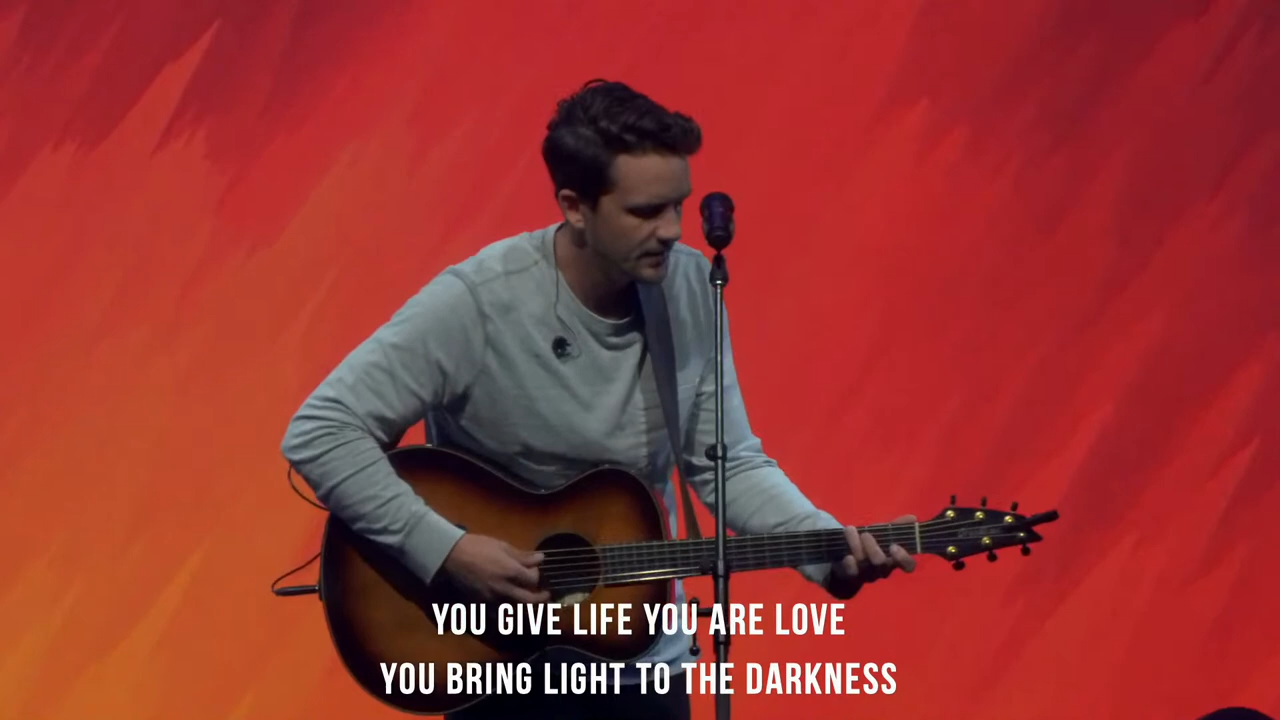 YOU GIVE LIFE YOU ARE LOVE
YOU BRING LIGHT TO THE DARKNESS